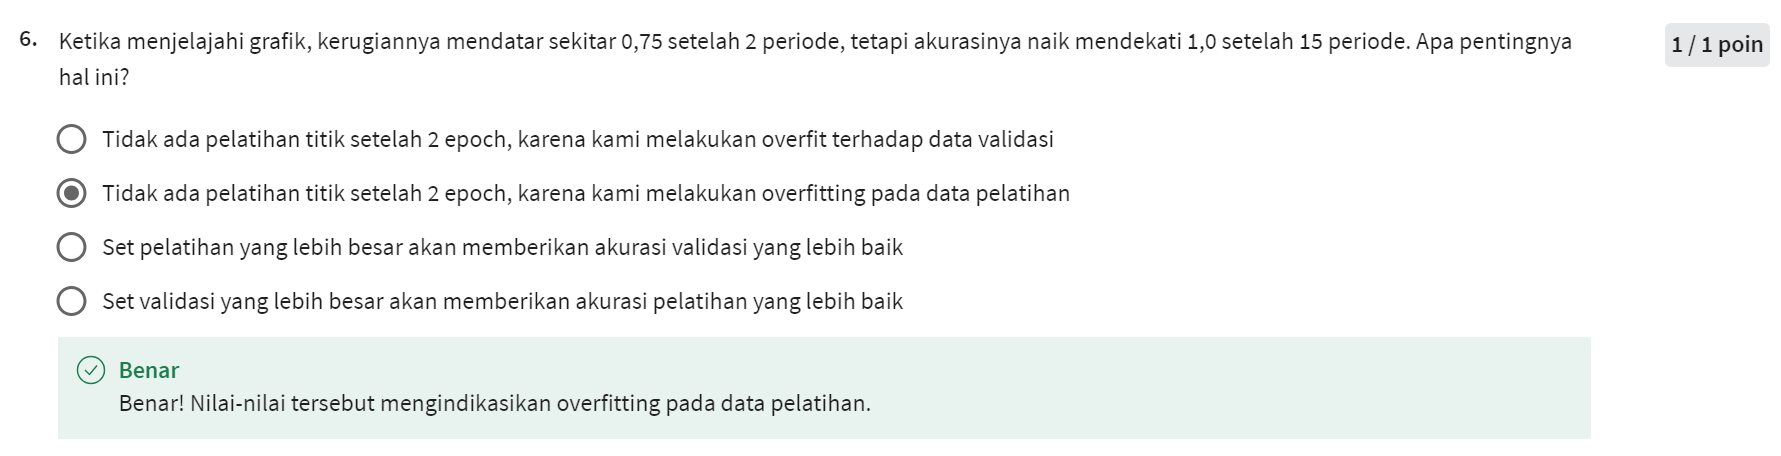 6. Ketika menjelajahi grafik, kerugiannya mendatar sekitar 0,75 setelah 2 periode, tetapi akurasinya naik mendekati 1,0 setelah 15 periode. Apa pentingnya
hal ini?
1 / 1 poin
Tidak ada pelatihan titik setelah 2 epoch, karena kami melakukan overfit terhadap data validasi
Tidak ada pelatihan titik setelah 2 epoch, karena kami melakukan overfitting pada data pelatihan
Set pelatihan yang lebih besar akan memberikan akurasi validasi yang lebih baik
Set validasi yang lebih besar akan memberikan akurasi pelatihan yang lebih baik
Benar
Benar! Nilai-nilai tersebut mengindikasikan overfitting pada data pelatihan.